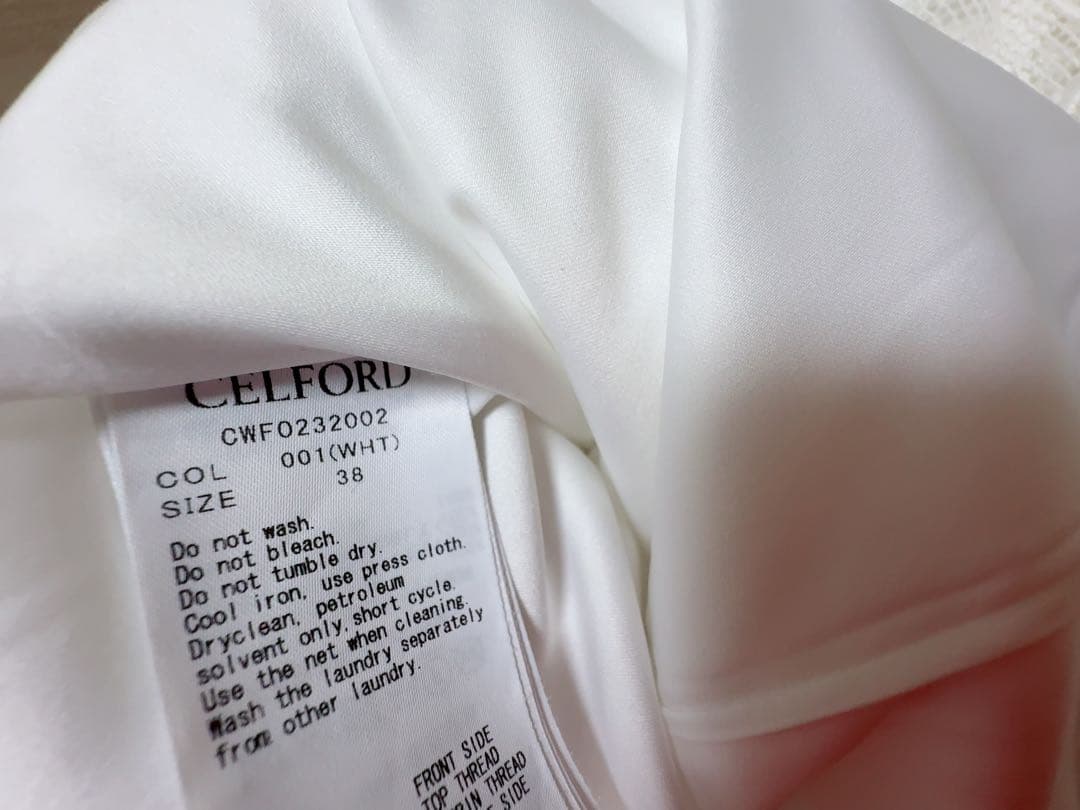 CELFORD
CWFO232002
COL 001(WHT)
SIZE 38
Do not wash.
Do not bleach.
Do not tumble dry.
Cool iron, use press cloth.
Dryclean, petroleum
solvent only,short cycle.
Use the net when cleaning.
Wash the laundry separately
from other laundry.
FRONT SIDE
TOP THREAD
THREAD
SIDE